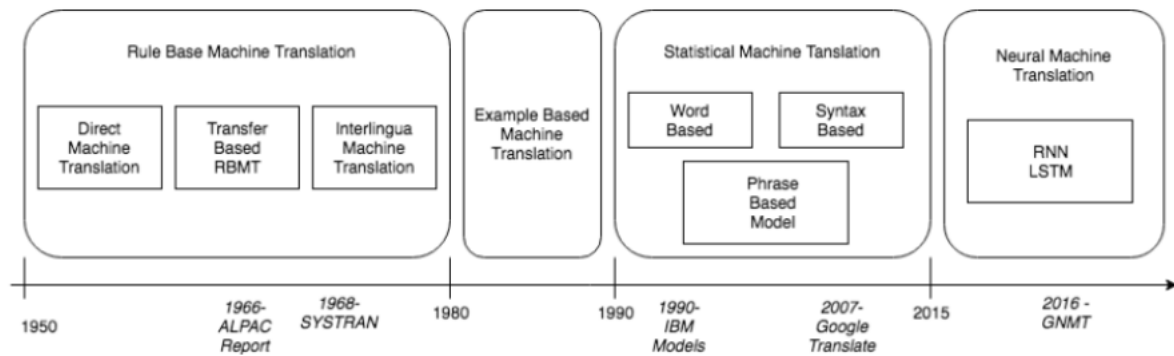 Rule Base Machine Translation
Direct
Machine
Translation
Transfer
Based
RBMT
Interlingua
Machine
Translation
Example Based
Machine
Translation
Statistical Machine Tanslation
Word
Based
Syntax
Based
Phrase
Based
Model
Neural Machine
Translation
RNN
LSTM
1950
1966-
ALPAC
Report
1968-
SYSTRAN
1980
1990
1990-
IBM
Models
2007-
Google
Translate
2015
2016 -
GNMT